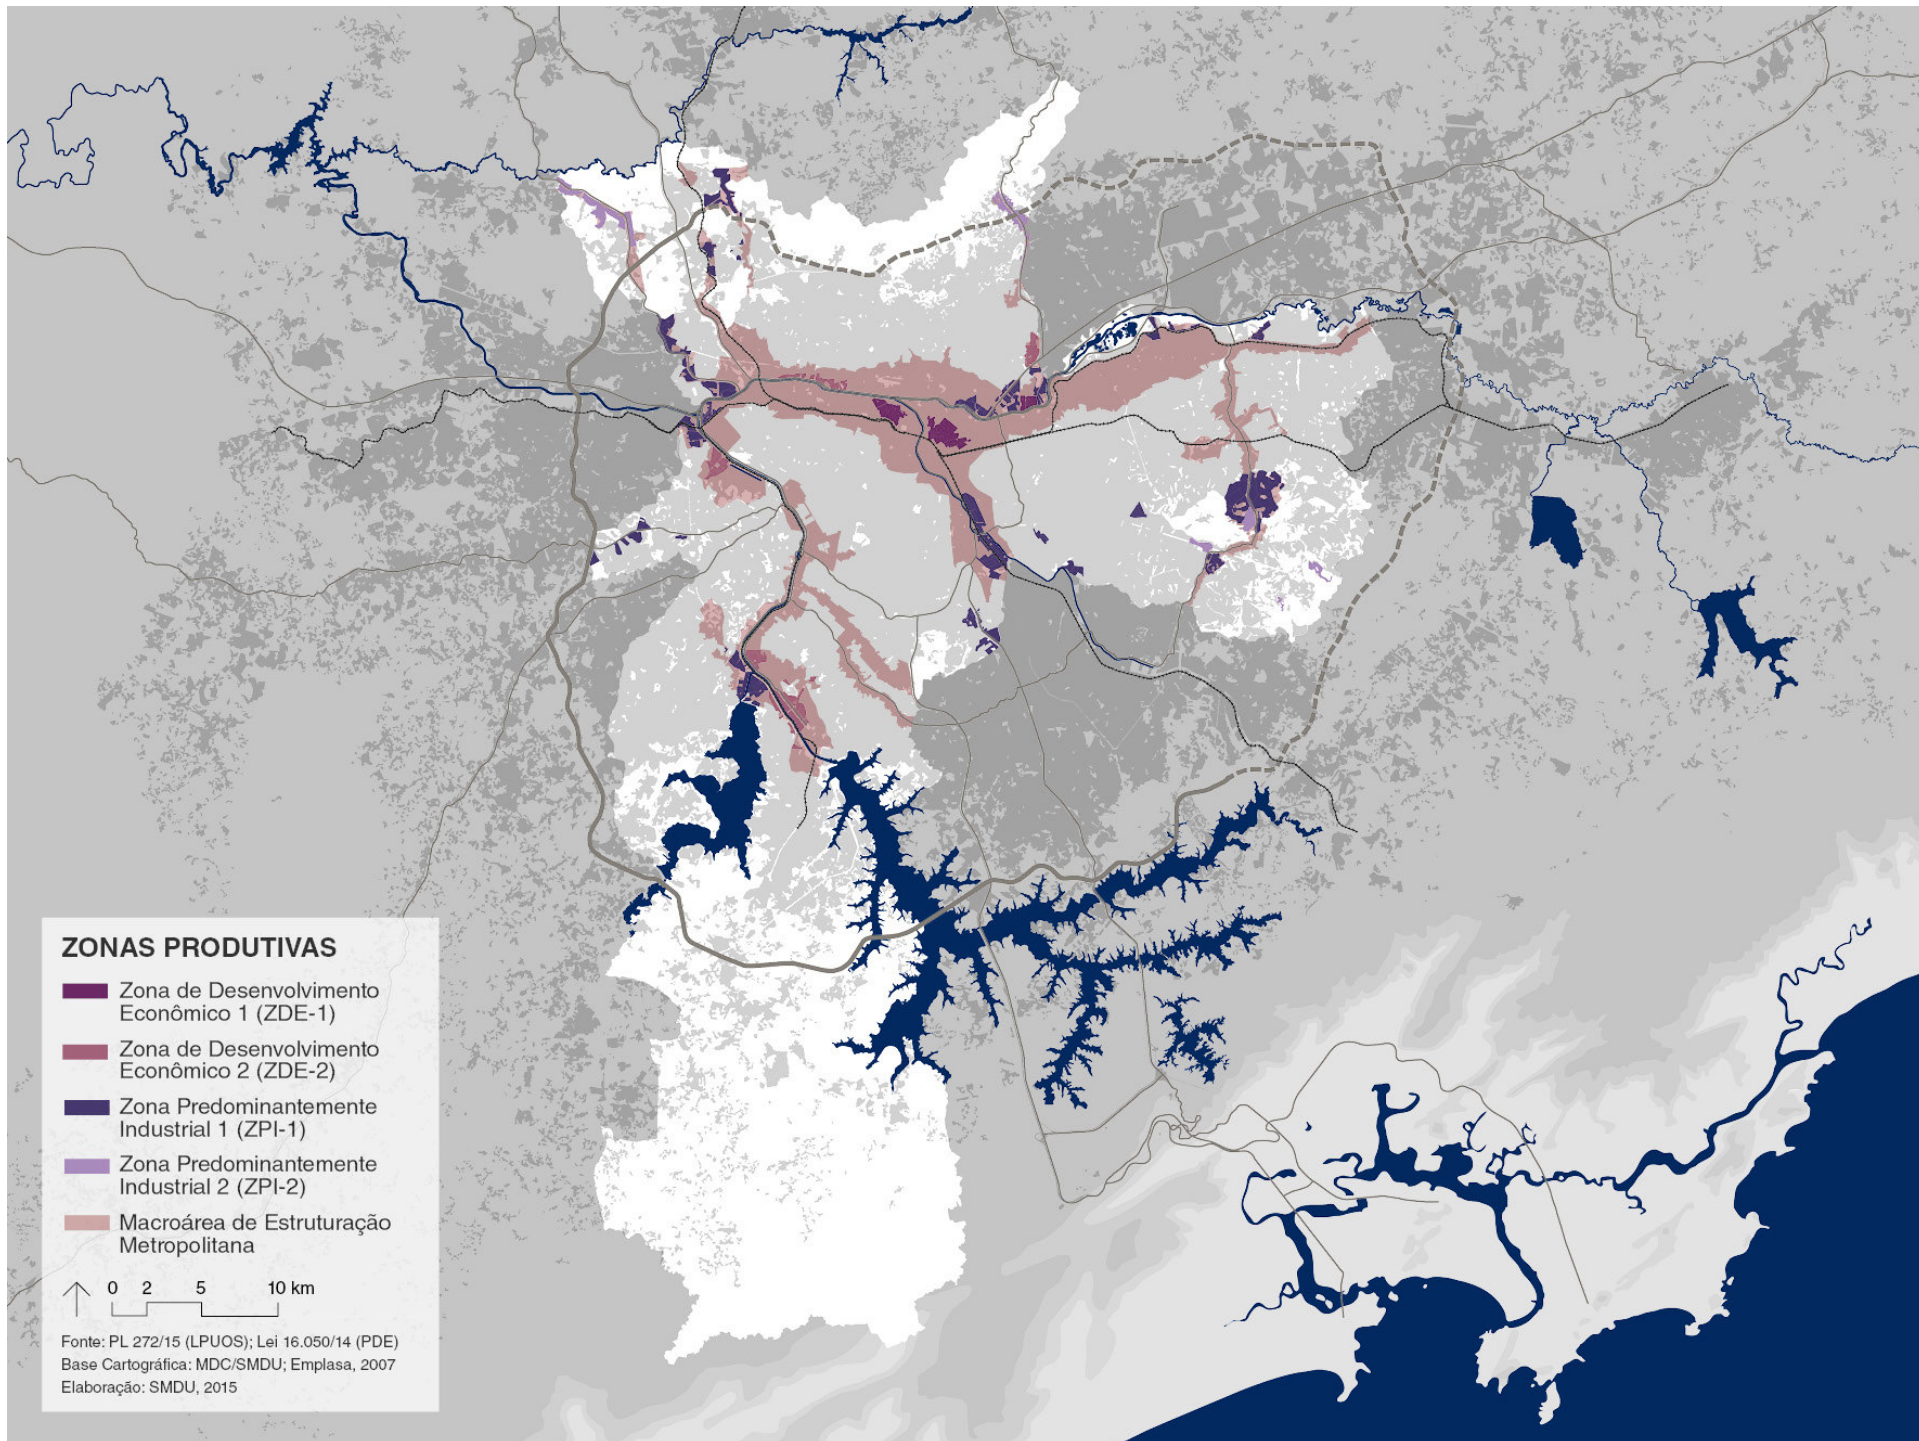 ZONAS PRODUTIVAS
Zona de Desenvolvimento
Econômico 1 (ZDE-1)
Zona de Desenvolvimento
Econômico 2 (ZDE-2)
Zona Predominantemente
Industrial 1 (ZPI-1)
Zona Predominantemente
Industrial 2 (ZPI-2)
Macroárea de Estruturação
Metropolitana
0 2 5 10 km
Fonte: PL 272/15 (LPUOS); Lei 16.050/14 (PDE)
Base Cartográfica: MDC/SMDU; Emplasa, 2007
Elaboração: SMDU, 2015